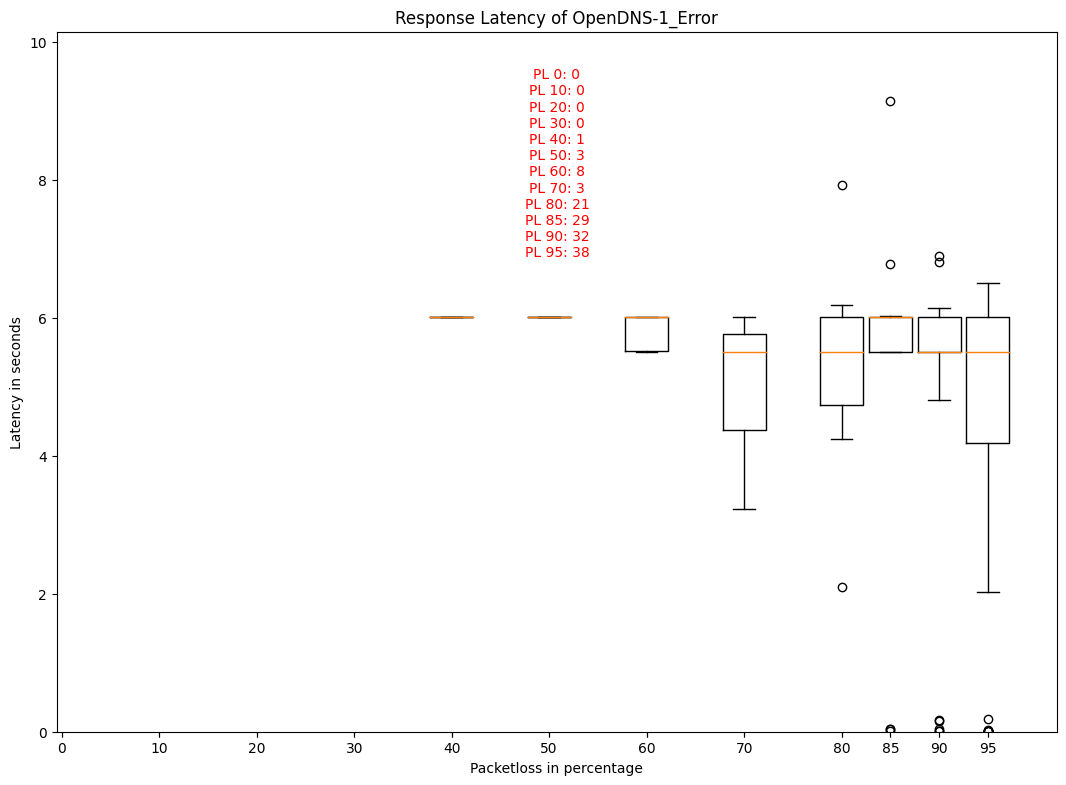 Response Latency of OpenDNS-1_Error
10
8
6
4
2
0
Latency in seconds
PL 0: 0
PL 10: 0
PL 20: 0
PL 30: 0
PL 40: 1
PL 50: 3
PL 60: 8
PL 70: 3
PL 80: 21
PL 85: 29
PL 90: 32
PL 95: 38
0 10 20 30 40 50 60 70 80 85 90 95
Packetloss in percentage